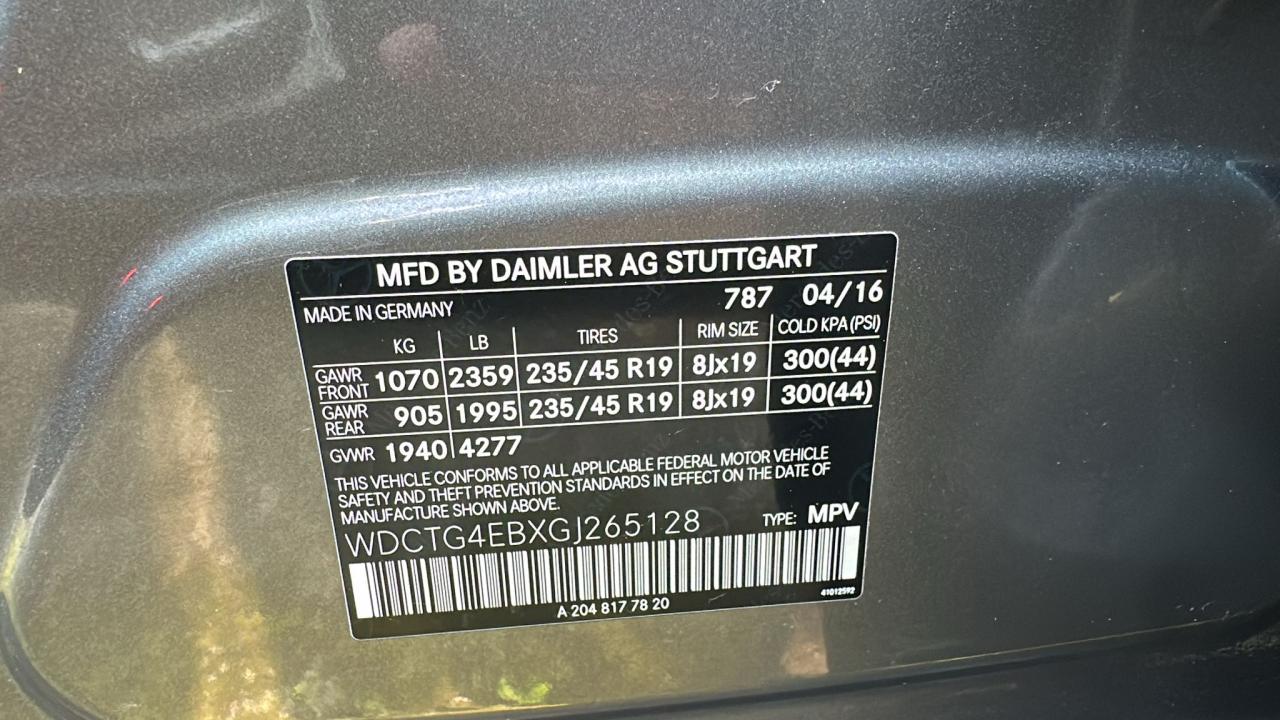 MFD BY DAIMLER AG STUTTGART
MADE IN GERMANY 787 04/16
KG LB TIRES RIM SIZE COLD KPA (PSI)
GAWR FRONT 1070 2359 235/45 R19 8Jx19 300(44)
GAWR REAR 905 1995 235/45 R19 8Jx19 300(44)
GVWR 1940 4277
THIS VEHICLE CONFORMS TO ALL APPLICABLE FEDERAL MOTOR VEHICLE
SAFETY AND THEFT PREVENTION STANDARDS IN EFFECT ON THE DATE OF
MANUFACTURE SHOWN ABOVE.
WDCTG4EBXGJ265128 TYPE: MPV
A 204 817 78 20 41012592